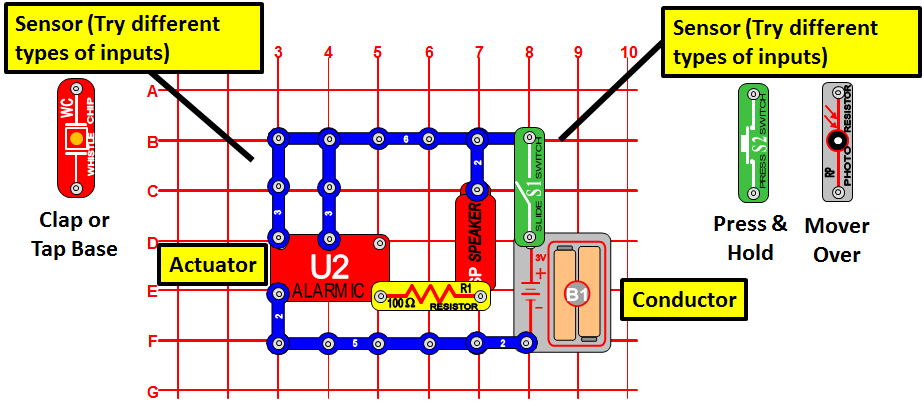 Sensor (Try different
types of inputs)
Sensor (Try different
types of inputs)
3 4 5 6 7 8 9 10
A
B
C
D
E
F
G
WC
WHISTLE CHIP
Clap or
Tap Base
6
2
3
3
S1
SLIDE SWITCH
S2
PRESS SWITCH
Press &
Hold
RP
PHOTO RESISTOR
Mover
Over
Actuator
U2
ALARM IC
SP SPEAKER
R1
100Ω
RESISTOR
3V
+
-
B1
Conductor
2
5
2